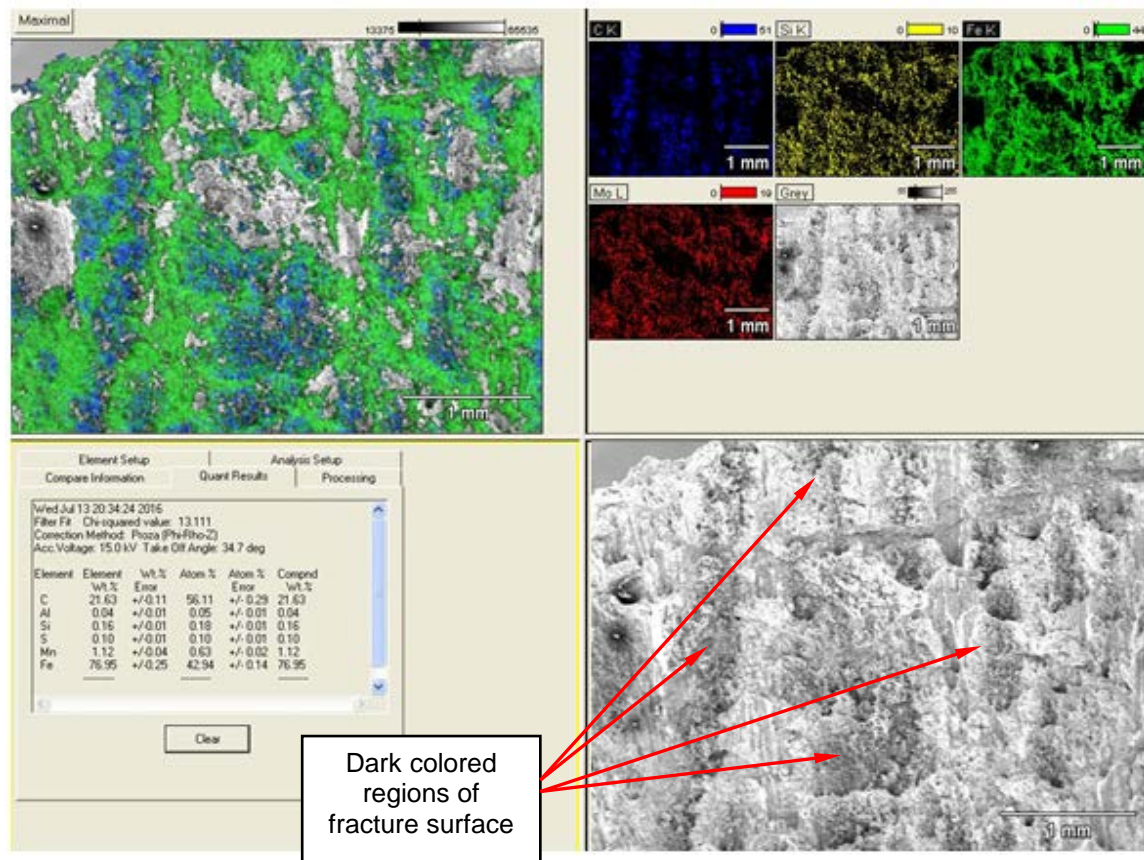 Maximal
13375 65535
1 mm
C K 0 51
Si K 0 10
Fe K 0 44
1 mm
1 mm
1 mm
Mo L 0 19
Grey 255
1 mm
1 mm
Element Setup Analysis Setup
Compare Information Quant Results Processing
Wed Jul 13 20:34:24 2016
Filter Fit Chi-squared value: 13.111
Correction Method: Proza (Phi-Rho-Z)
Acc.Voltage: 15.0 kV Take Off Angle: 34.7 deg
Element Element Wt.% Atom % Atom % Compnd
Wt.% Error Error Wt.%
C 21.63 +/-0.11 56.11 +/- 0.29 21.63
Al 0.04 +/-0.01 0.05 +/- 0.01 0.04
Si 0.16 +/-0.01 0.18 +/- 0.01 0.16
S 0.10 +/-0.01 0.10 +/- 0.01 0.10
Mn 1.12 +/-0.04 0.63 +/- 0.02 1.12
Fe 76.95 +/-0.25 42.94 +/- 0.14 76.95
Clear
Dark colored
regions of
fracture surface
1 mm